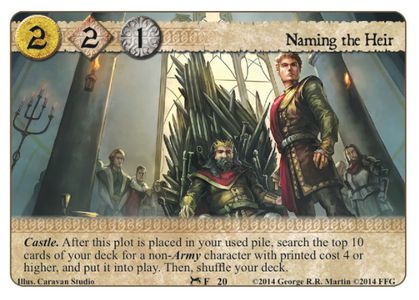 2 2 1 Naming the Heir
Castle. After this plot is placed in your used pile, search the top 10
cards of your deck for a non-Army character with printed cost 4 or
higher, and put it into play. Then, shuffle your deck.
Illus. Caravan Studio F 20 ©2014 George R.R. Martin ©2014 FFG